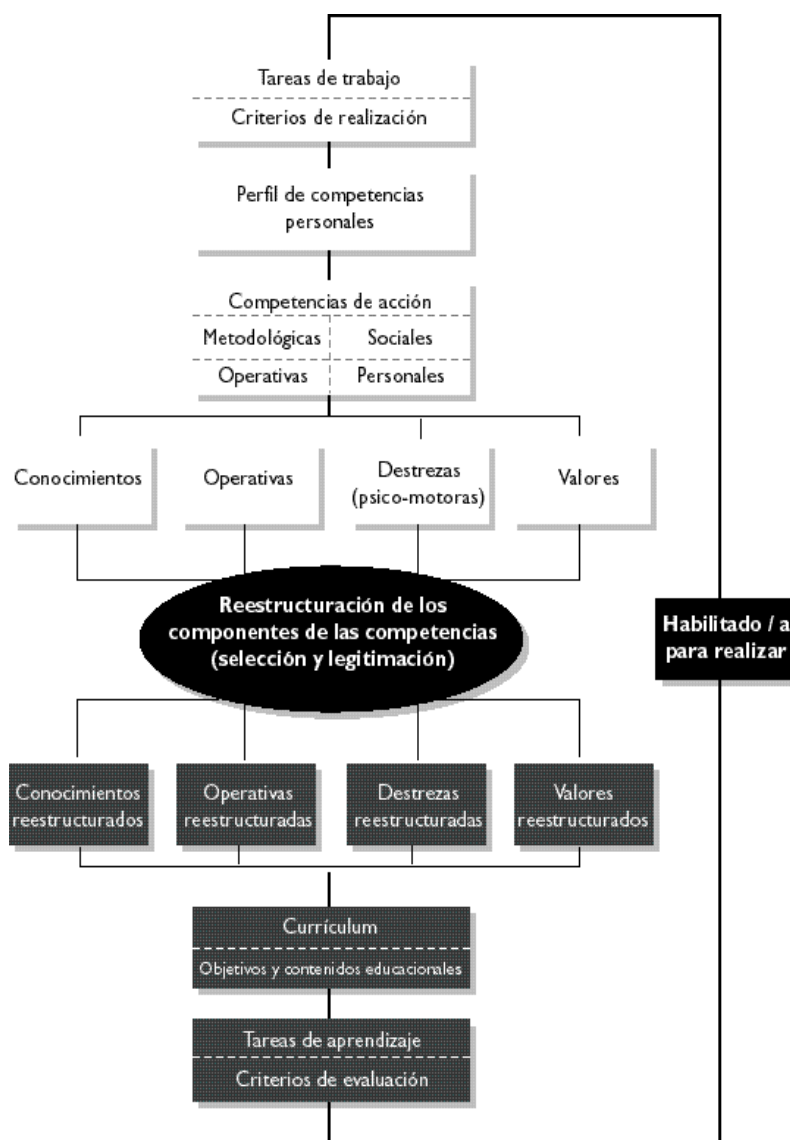 Tareas de trabajo
Criterios de realización
Perfil de competencias
personales
Competencias de acción
Metodológicas
Sociales
Operativas
Personales
Conocimientos
Operativas
Destrezas
(psico-motoras)
Valores
Reestructuración de los
componentes de las competencias
(selección y legitimación)
Habilitado /
para realizar
Conocimientos
reestructurados
Operativas
reestructuradas
Destrezas
reestructuradas
Valores
reestructurados
Currículum
Objetivos y contenidos educacionales
Tareas de aprendizaje
Criterios de evaluación